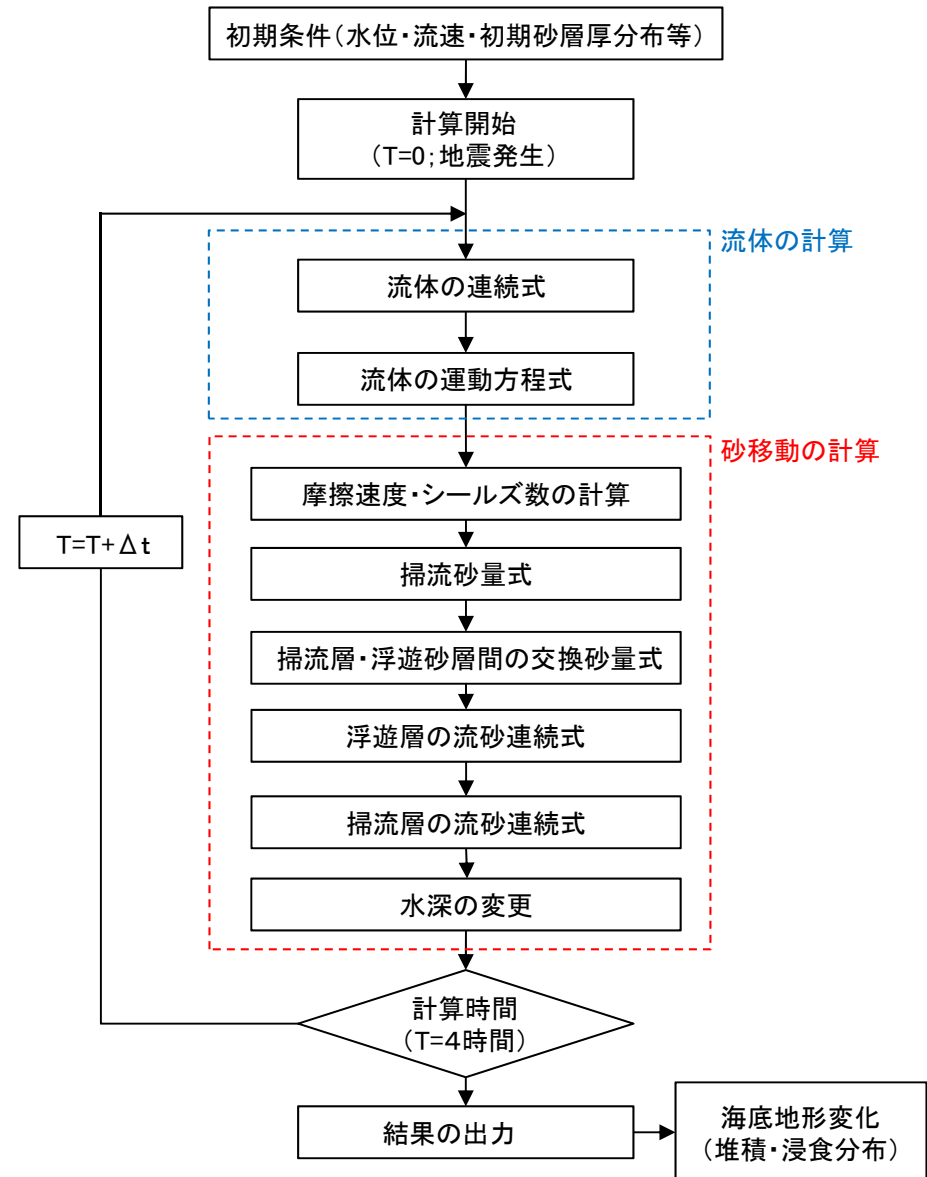 初期条件(水位・流速・初期砂層厚分布等)
計算開始
(T=0;地震発生)
流体の計算
流体の連続式
流体の運動方程式
砂移動の計算
摩擦速度・シールズ数の計算
T=T+Δt
掃流砂量式
掃流層・浮遊砂層間の交換砂量式
浮遊層の流砂連続式
掃流層の流砂連続式
水深の変更
計算時間
(T=4時間)
結果の出力
海底地形変化
(堆積・浸食分布)